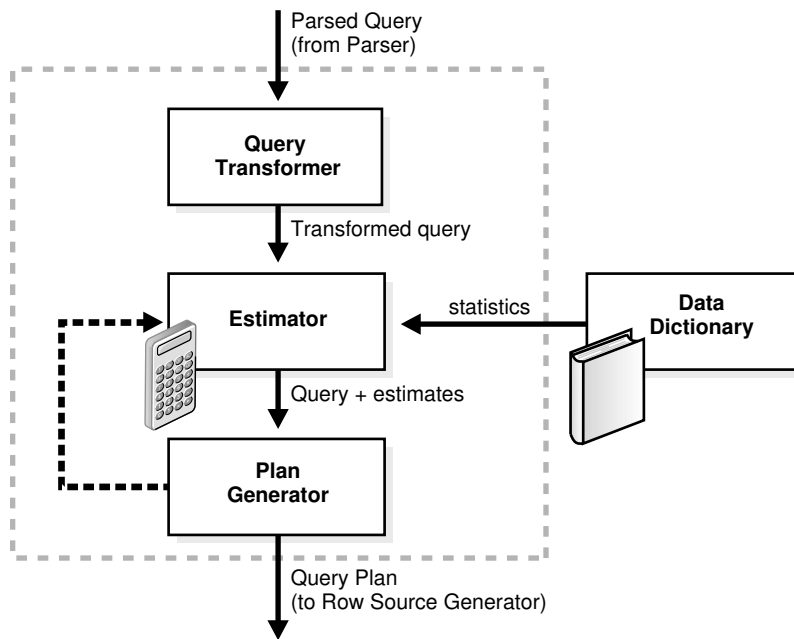 Parsed Query
(from Parser)
Query
Transformer
Transformed query
Estimator
statistics
Data
Dictionary
Query + estimates
Plan
Generator
Query Plan
(to Row Source Generator)